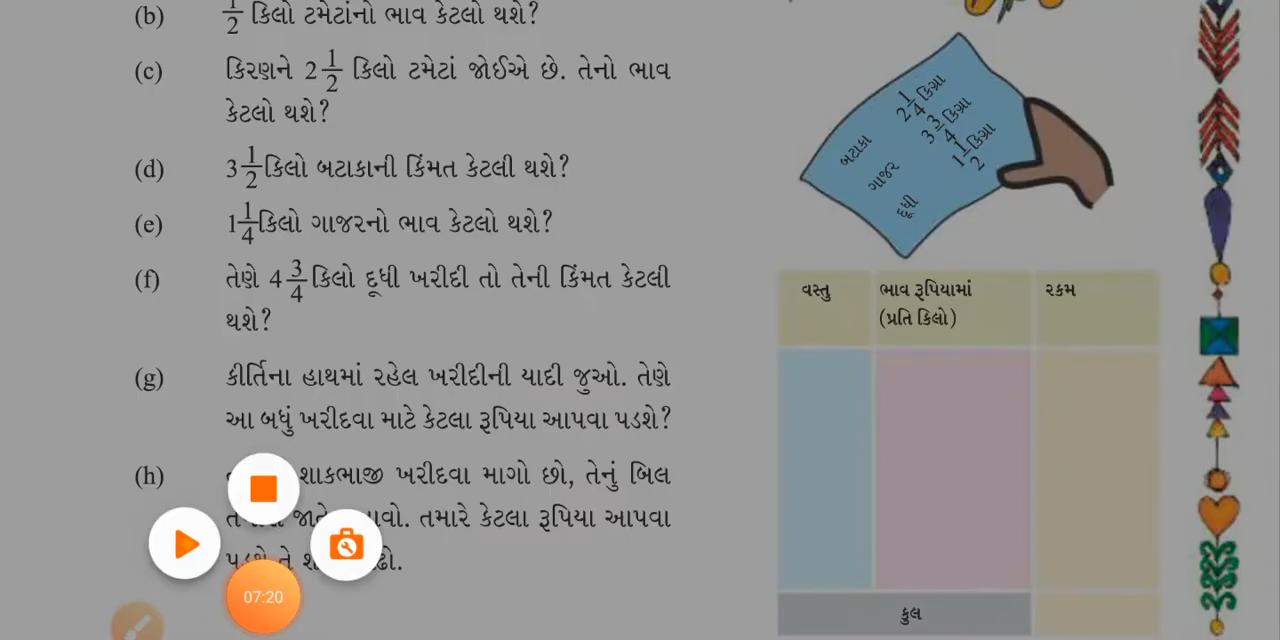 (b) 1/2 કિલો ટમેટાંનો ભાવ કેટલો થશે?
(c) કિરણને 2 1/2 કિલો ટમેટાં જોઈએ છે. તેનો ભાવ
કેટલો થશે?
(d) 3 1/2 કિલો બટાકાની કિંમત કેટલી થશે?
(e) 1 1/4 કિલો ગાજરનો ભાવ કેટલો થશે?
(f) તેણે 4 3/4 કિલો દૂધી ખરીદી તો તેની કિંમત કેટલી
થશે?
(g) કીર્તિના હાથમાં રહેલ ખરીદીની યાદી જુઓ. તેણે
આ બધું ખરીદવા માટે કેટલા રૂપિયા આપવા પડશે?
(h) શાકભાજી ખરીદવા માગો છો, તેનું બિલ
તમારે કેટલા રૂપિયા આપવા
07:20
બટાકા 2 1/4 કિગ્રા
ગાજર 3 3/4 કિગ્રા
દૂધી 1 1/2 કિગ્રા
વસ્તુ ભાવ રૂપિયામાં રકમ
(પ્રતિ કિલો)
કુલ